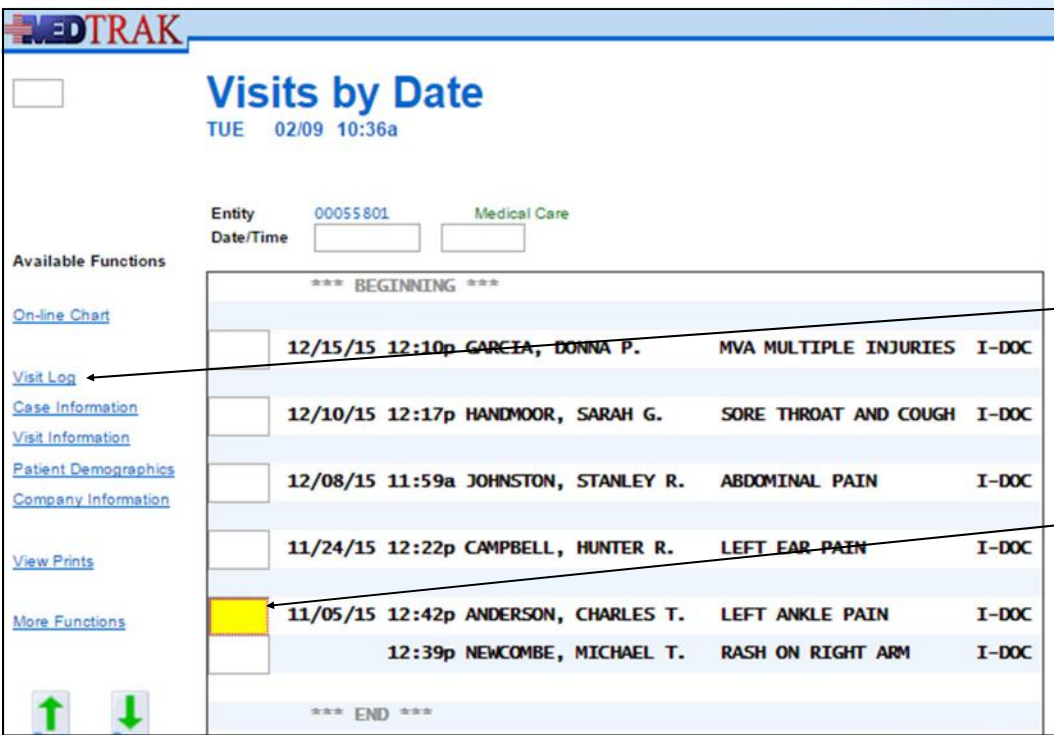 MEDTRAK
Visits by Date
TUE 02/09 10:36a
Entity 00055801 Medical Care
Date/Time
Available Functions
On-line Chart
Visit Log
Case Information
Visit Information
Patient Demographics
Company Information
View Prints
More Functions
*** BEGINNING ***
12/15/15 12:10p GARCIA, DONNA P. MVA MULTIPLE INJURIES I-DOC
12/10/15 12:17p HANDMOOR, SARAH G. SORE THROAT AND COUGH I-DOC
12/08/15 11:59a JOHNSTON, STANLEY R. ABDOMINAL PAIN I-DOC
11/24/15 12:22p CAMPBELL, HUNTER R. LEFT EAR PAIN I-DOC
11/05/15 12:42p ANDERSON, CHARLES T. LEFT ANKLE PAIN I-DOC
12:39p NEWCOMBE, MICHAEL T. RASH ON RIGHT ARM I-DOC
*** END ***